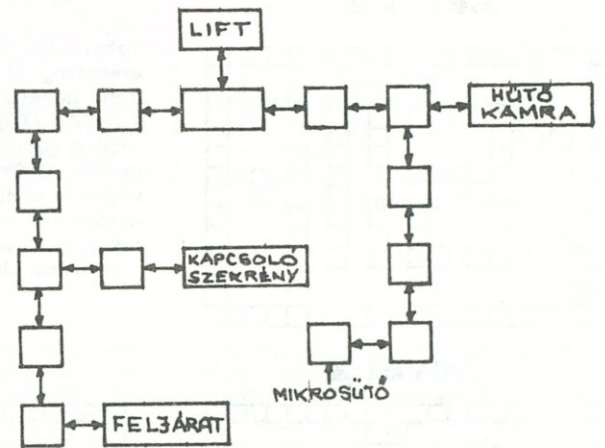 LIFT
HŰTŐ
KAMRA
KAPCSOLÓ
SZEKRÉNY
MIKROSÜTŐ
FELJÁRAT